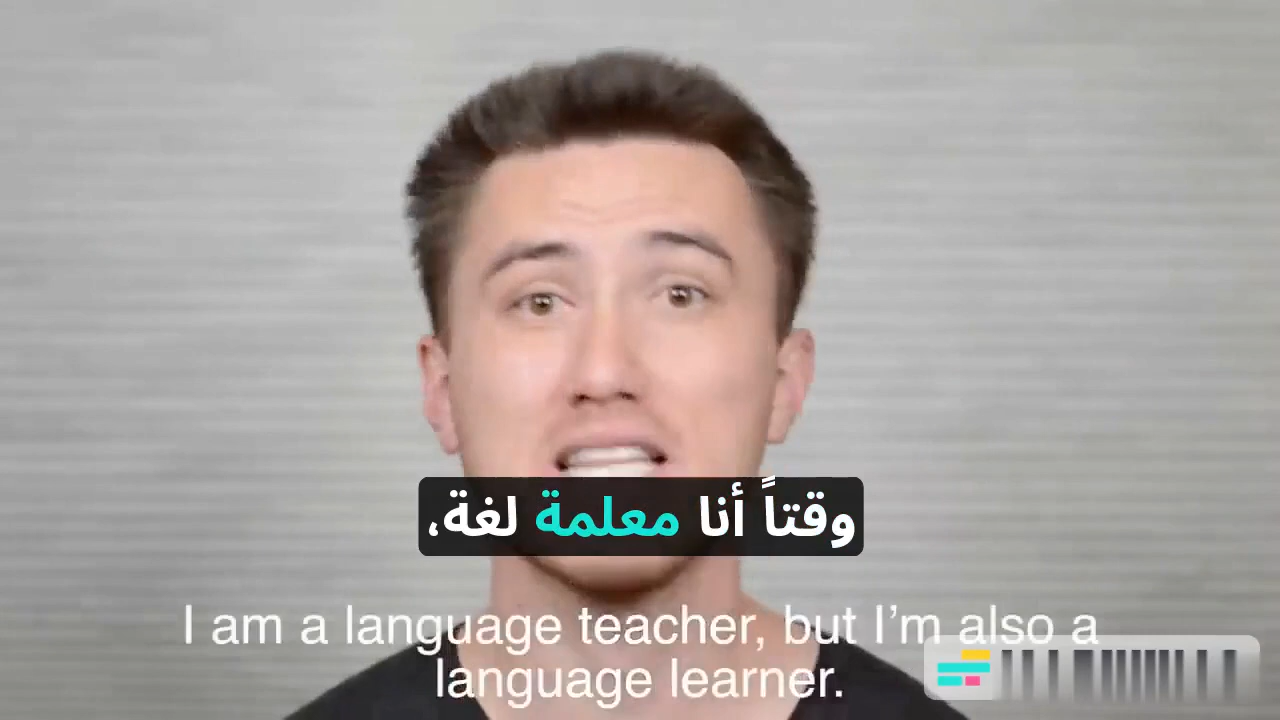 وقتاً أنا معلمة لغة،
I am a language teacher, but I’m also a
language learner.